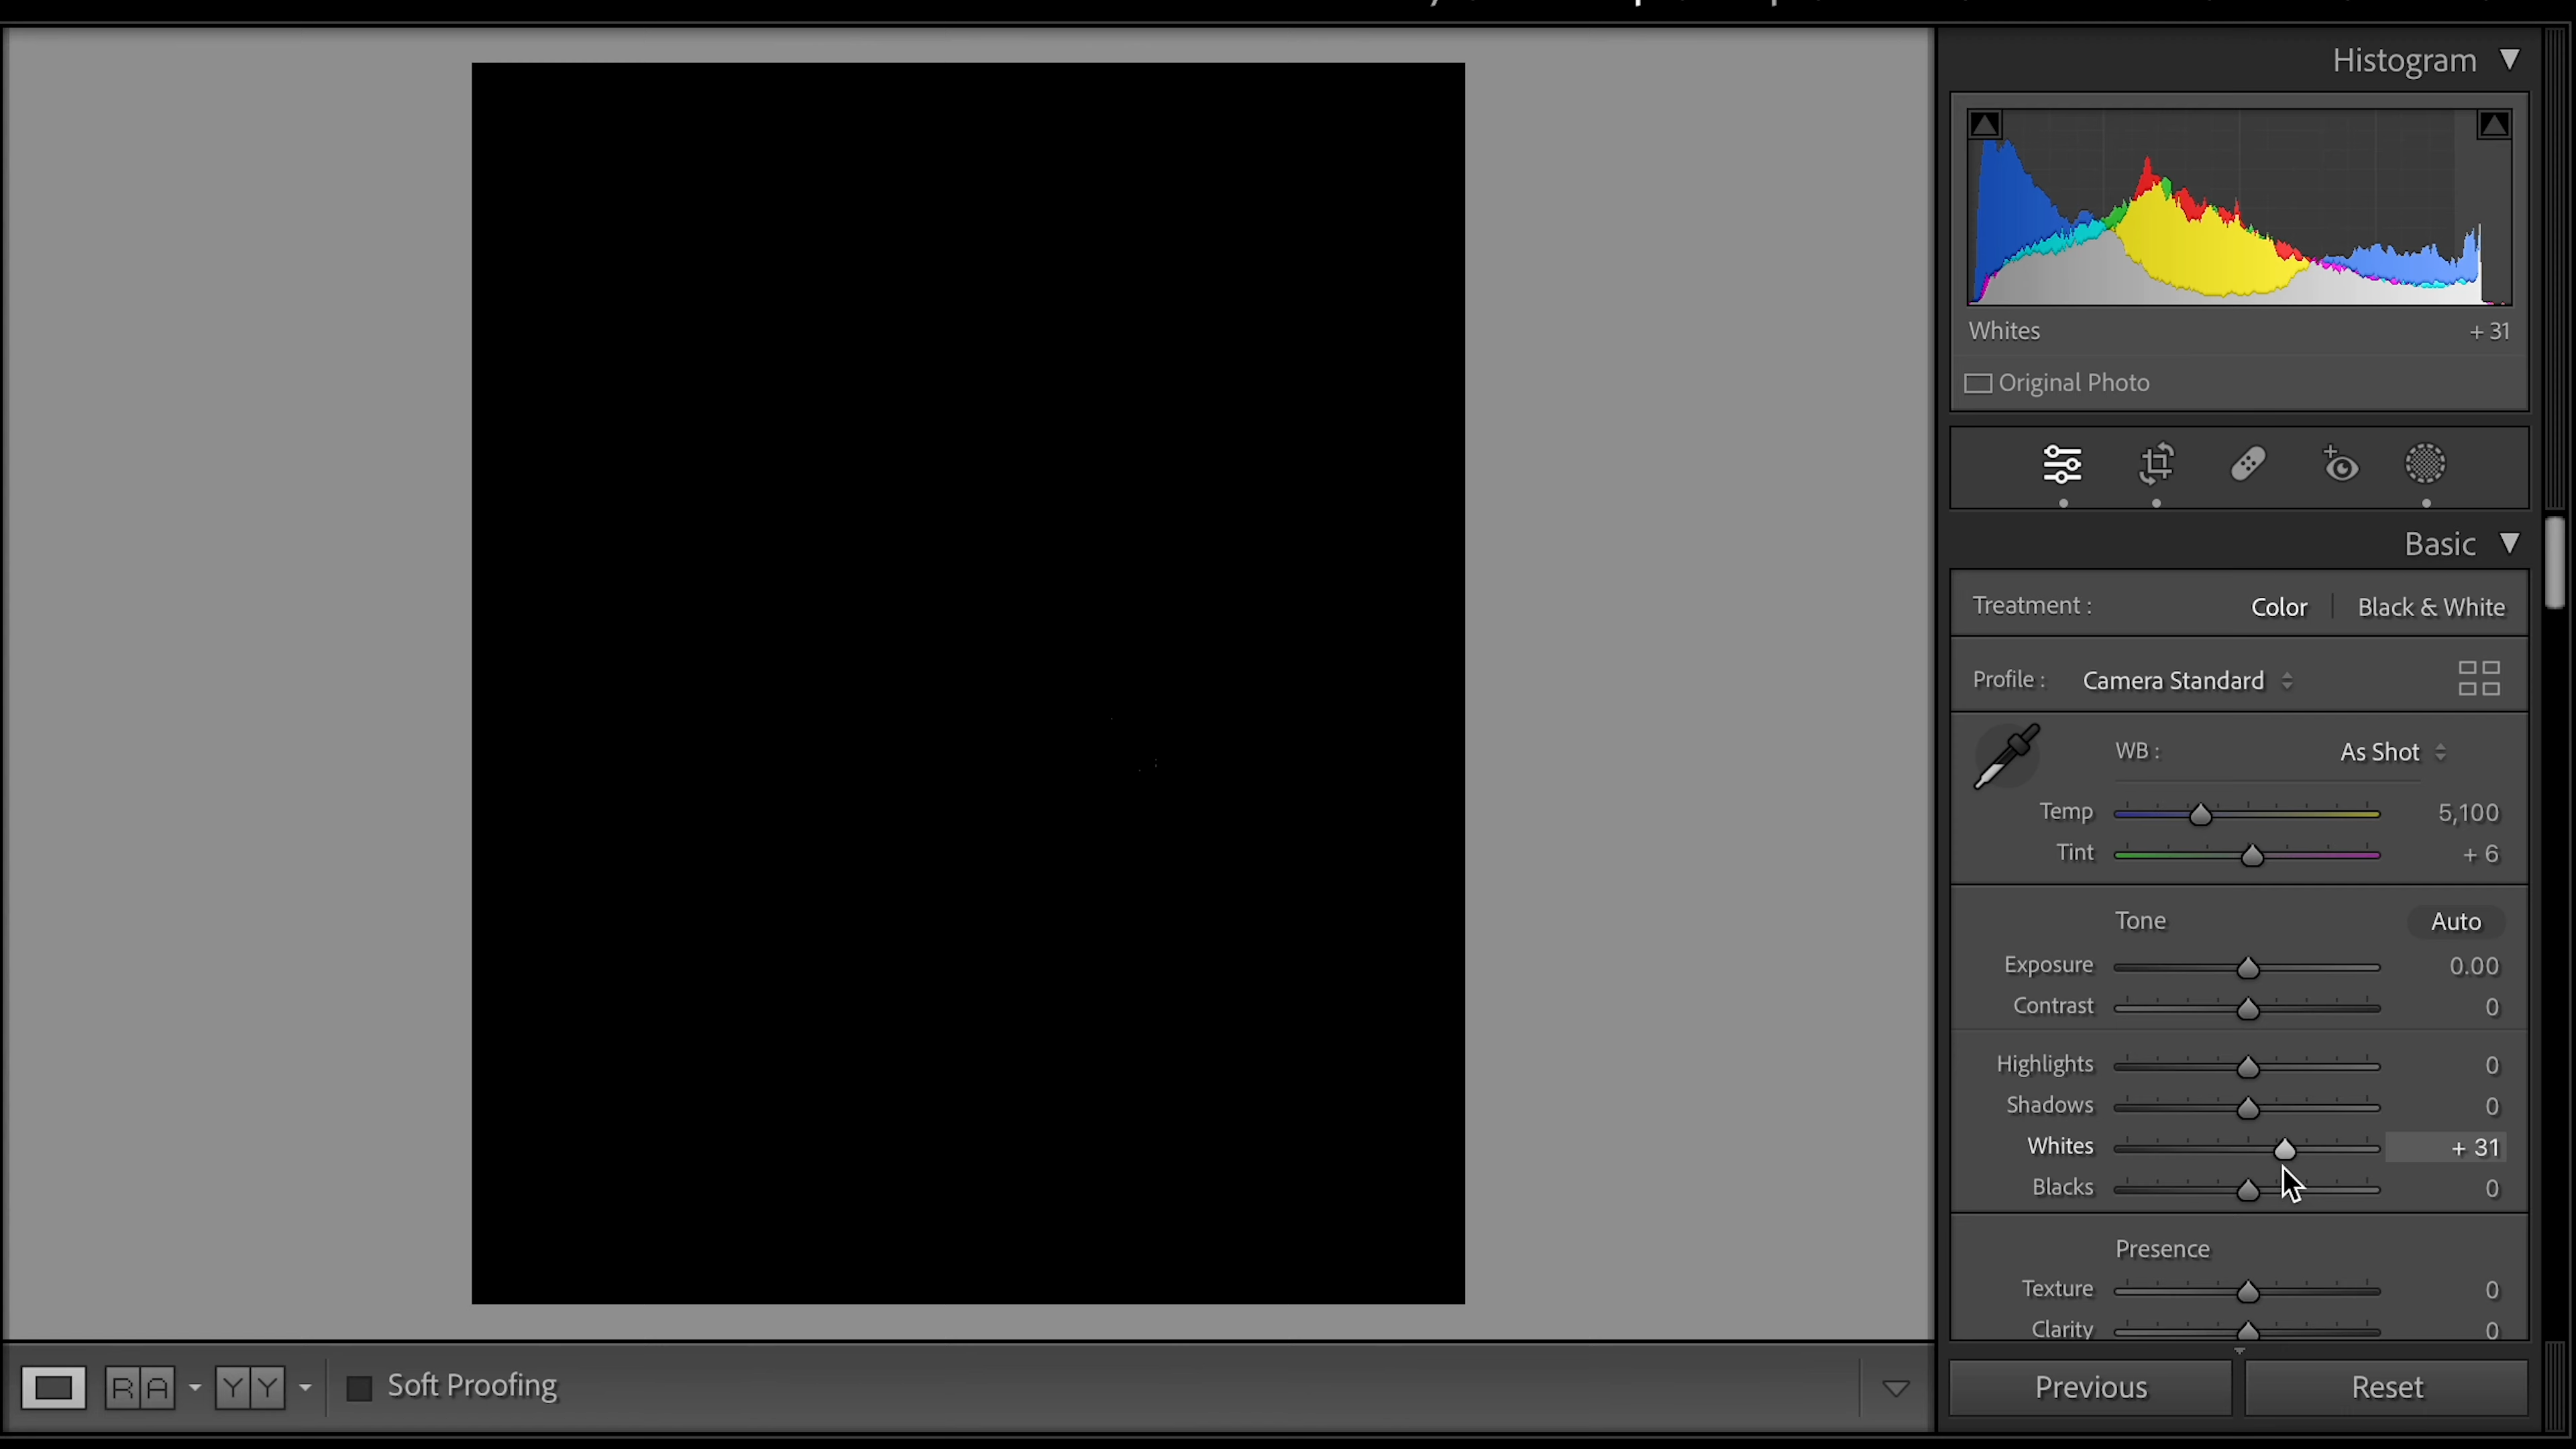 Histogram
Whites + 31
Original Photo
Basic
Treatment : Color Black & White
Profile : Camera Standard
WB : As Shot
Temp 5,100
Tint + 6
Tone Auto
Exposure 0.00
Contrast 0
Highlights 0
Shadows 0
Whites + 31
Blacks 0
Presence
Texture 0
Clarity 0
R A Y Y Soft Proofing
Previous Reset